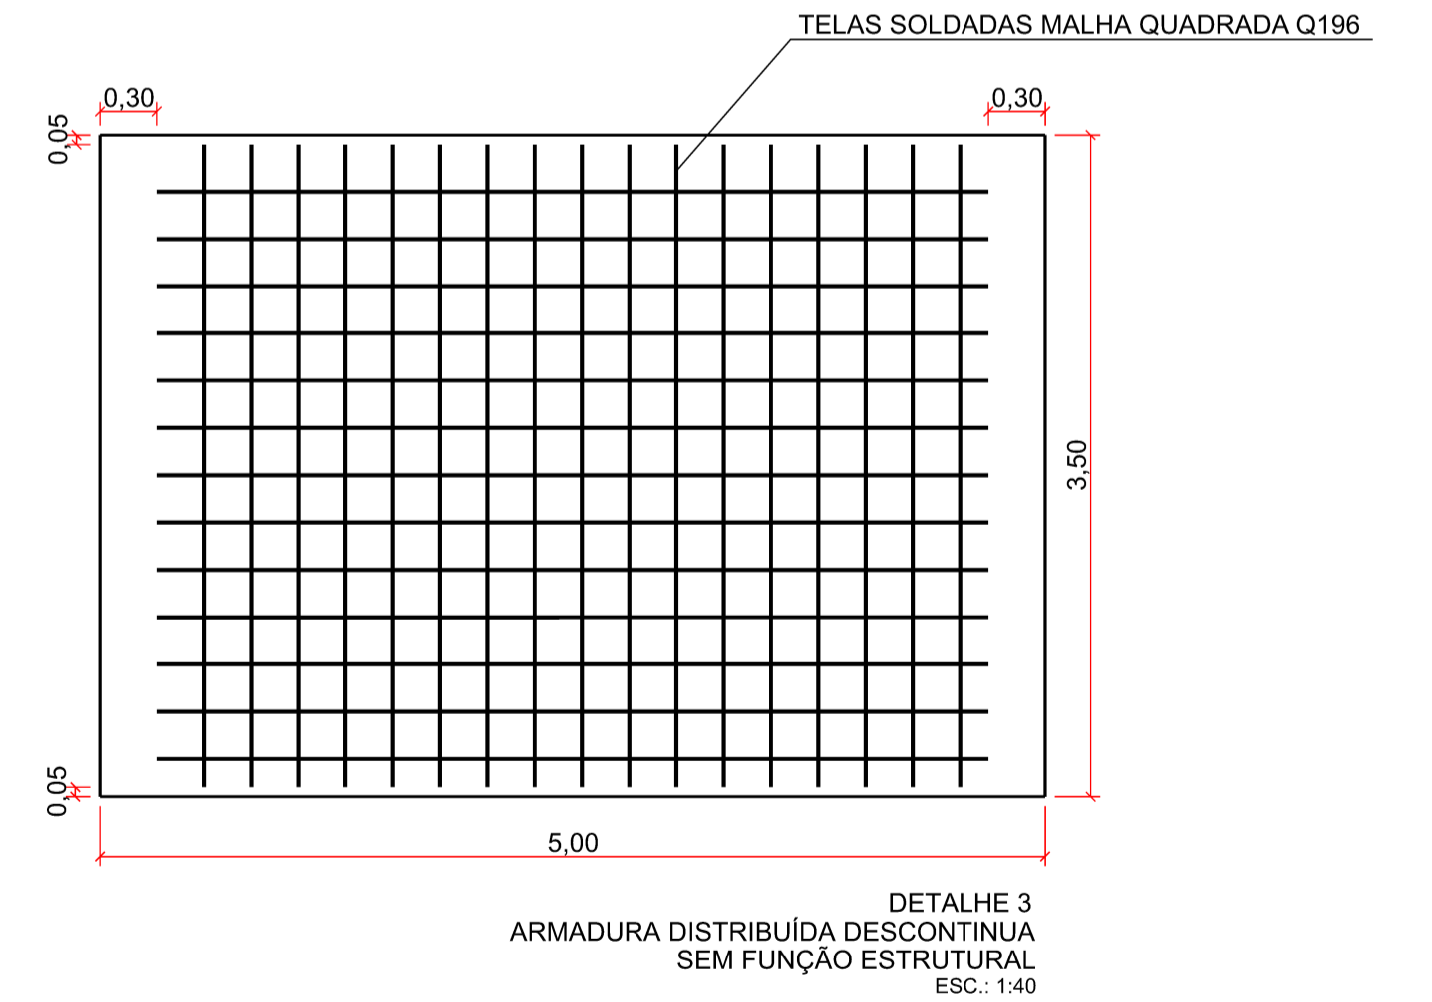 TELAS SOLDADAS MALHA QUADRADA Q196
0,30
0,30
0,05
3,50
0,05
5,00
DETALHE 3
ARMADURA DISTRIBUÍDA DESCONTINUA
SEM FUNÇÃO ESTRUTURAL
ESC.: 1:40